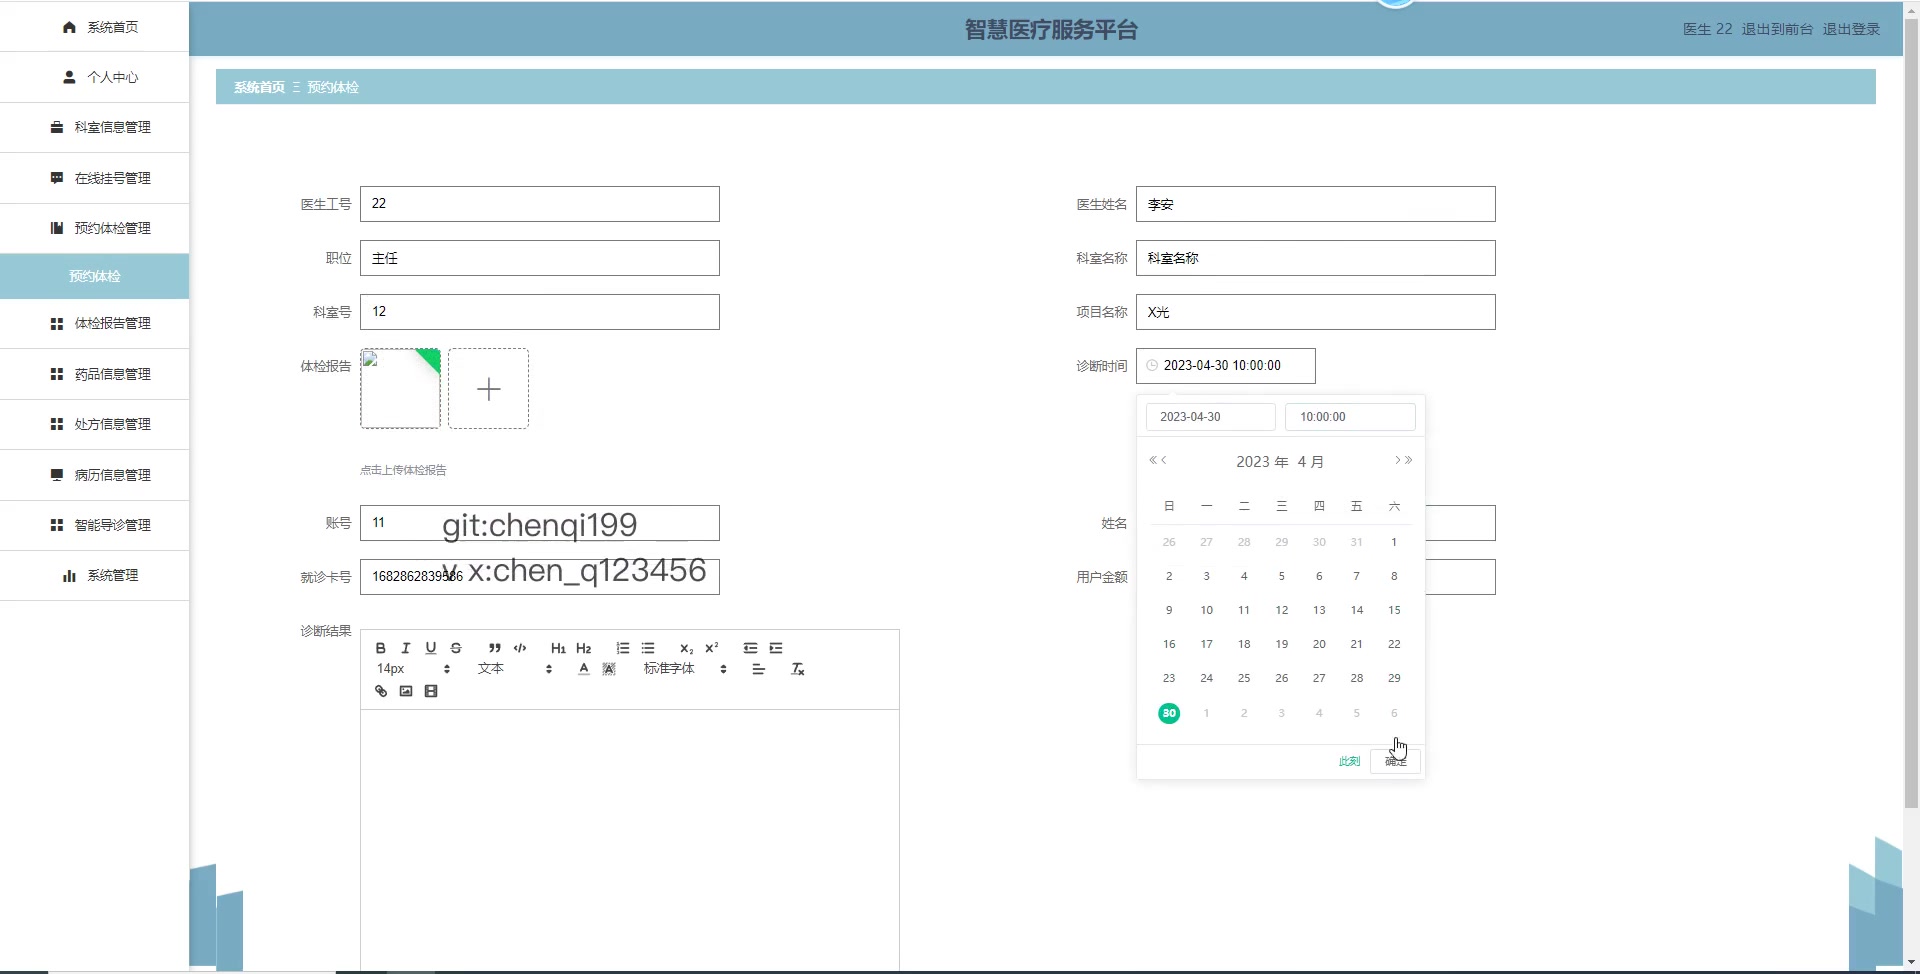 系统首页
个人中心
科室信息管理
在线挂号管理
预约体检管理
预约体检
体检报告管理
药品信息管理
处方信息管理
病历信息管理
智能导诊管理
系统管理
智慧医疗服务平台
医生 22 退出到前台 退出登录
系统首页 Ξ 预约体检
医生工号 22
医生姓名 李安
职位 主任
科室名称 科室名称
科室号 12
项目名称 X光
体检报告
诊断时间 2023-04-30 10:00:00
点击上传体检报告
2023-04-30 10:00:00
2023 年 4 月
日 一 二 三 四 五 六
26 27 28 29 30 31 1
2 3 4 5 6 7 8
9 10 11 12 13 14 15
16 17 18 19 20 21 22
23 24 25 26 27 28 29
30 1 2 3 4 5 6
此刻 确定
账号 11
git:chenqi199
姓名
就诊卡号 1682862839586
v x:chen_q123456
用户金额
诊断结果
B I U S H1 H2 X2 X2
14px 文本 A A 标准字体 Tx